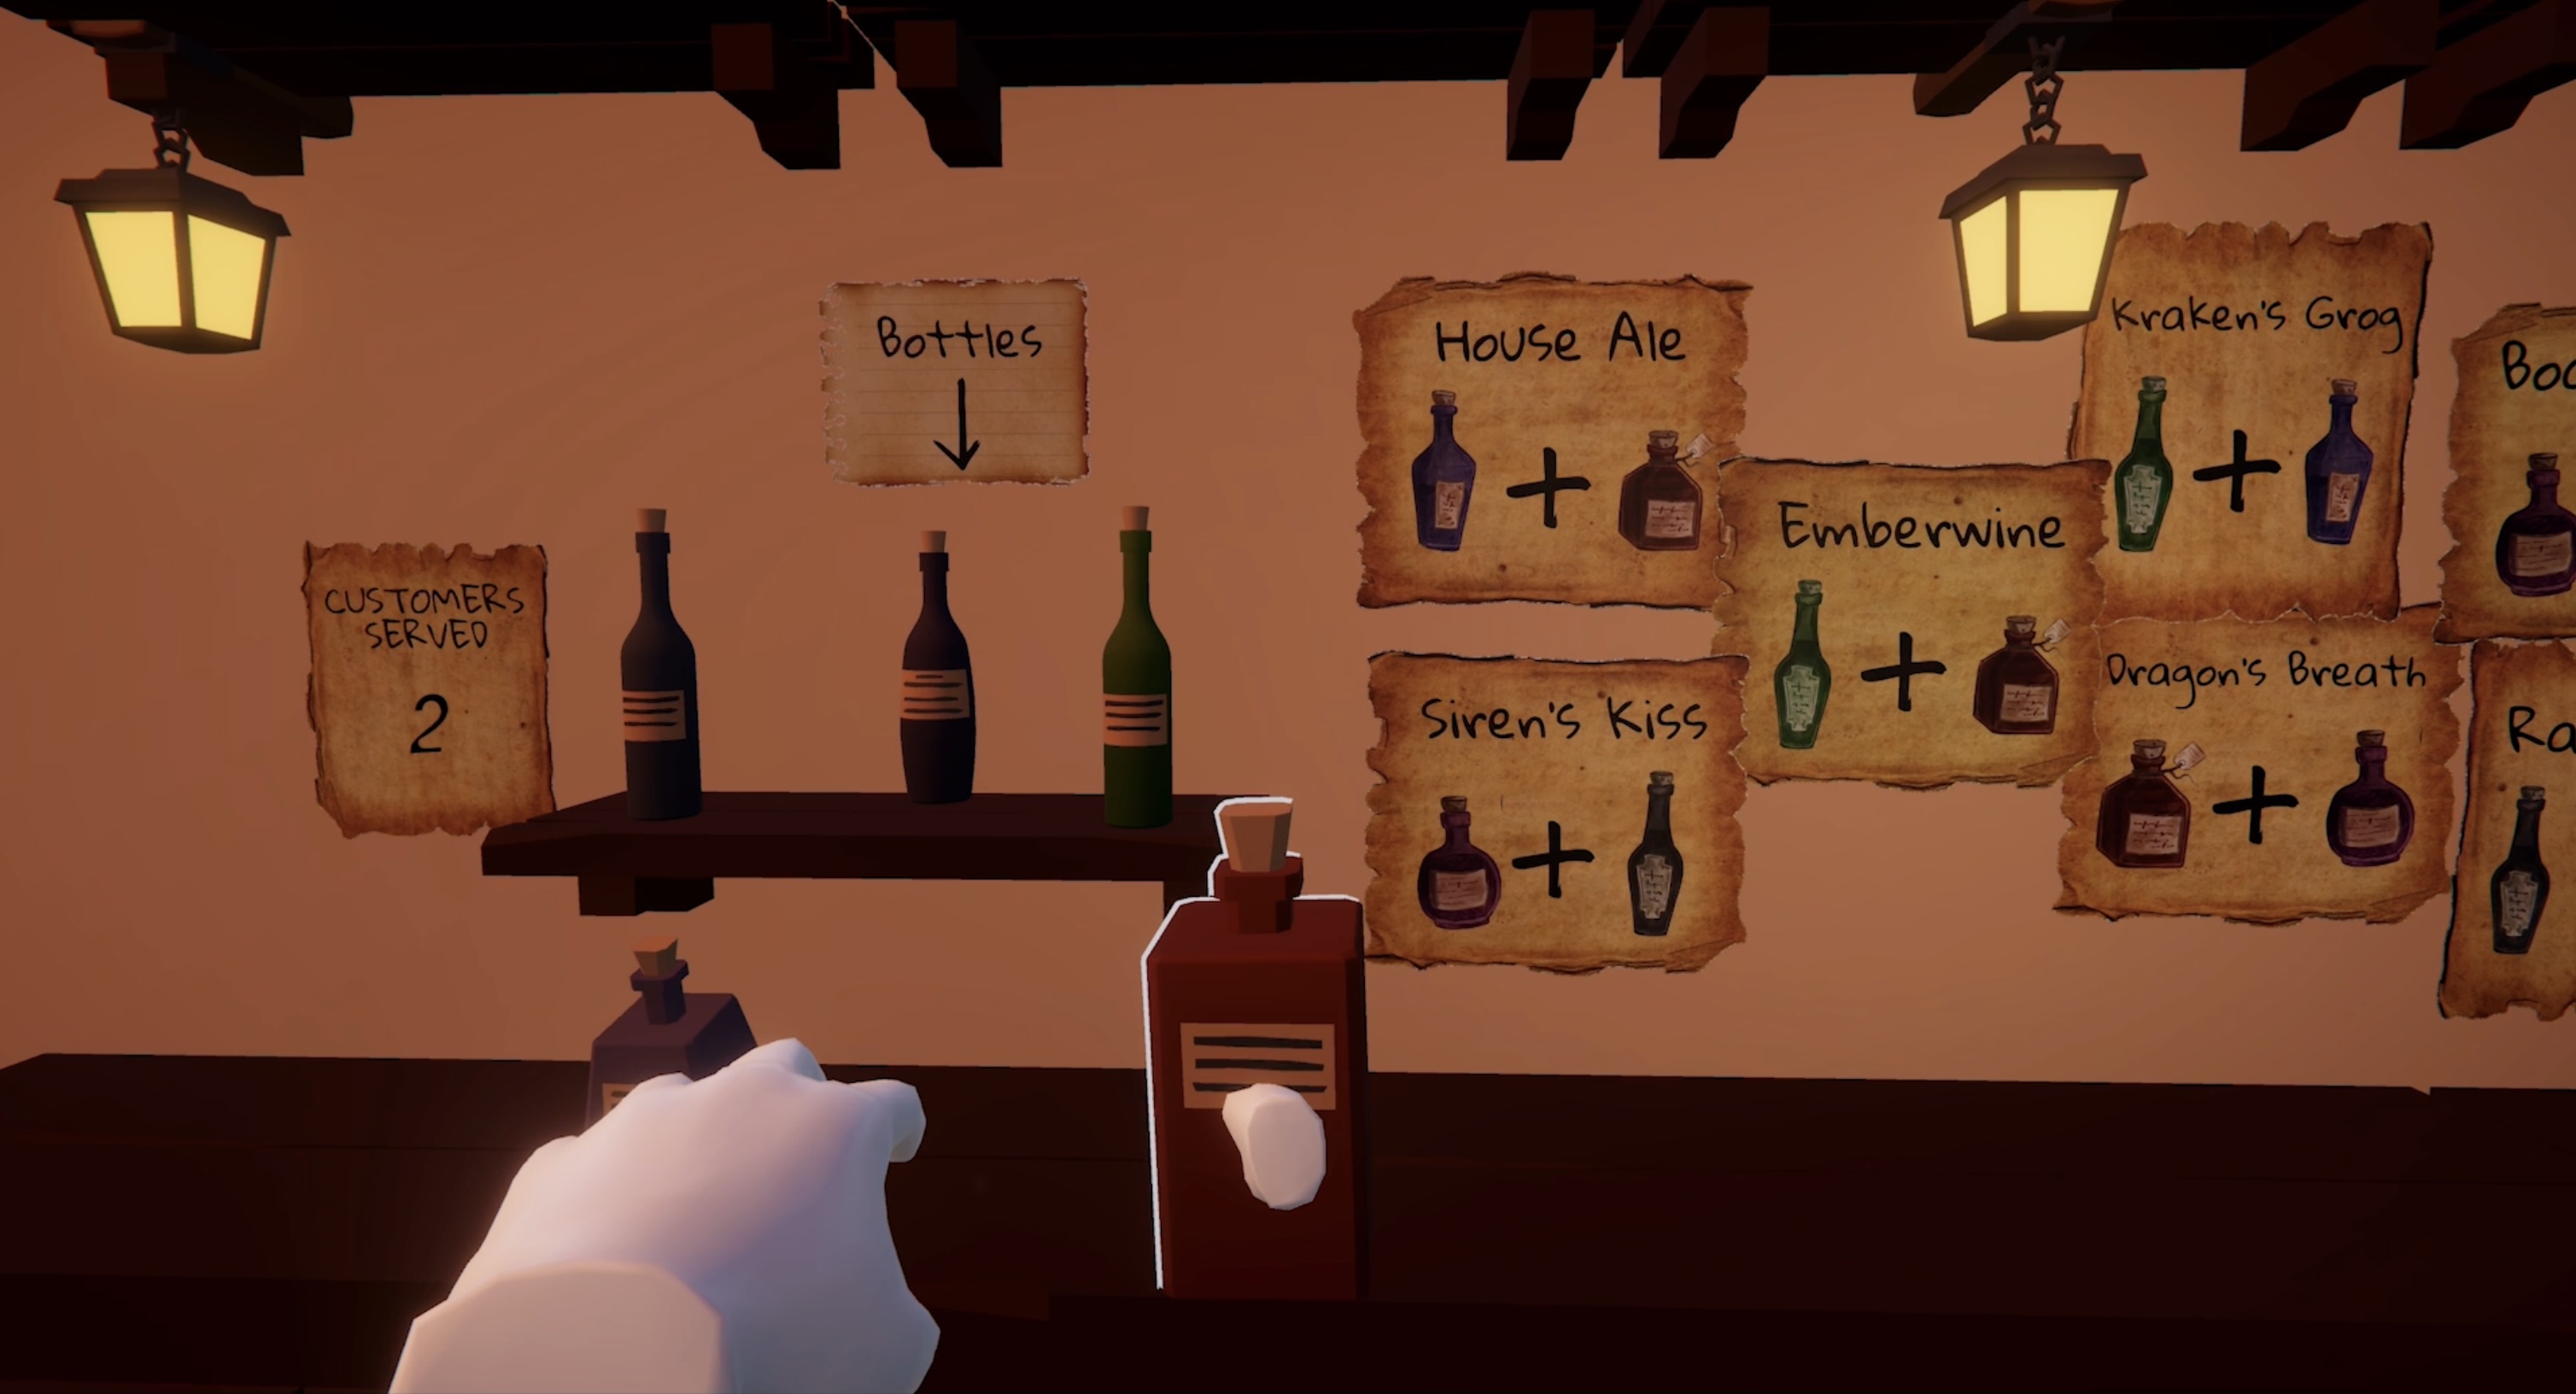 Bottles
CUSTOMERS
SERVED
2
House Ale
Emberwine
Siren's Kiss
Kraken's Grog
Dragon's Breath